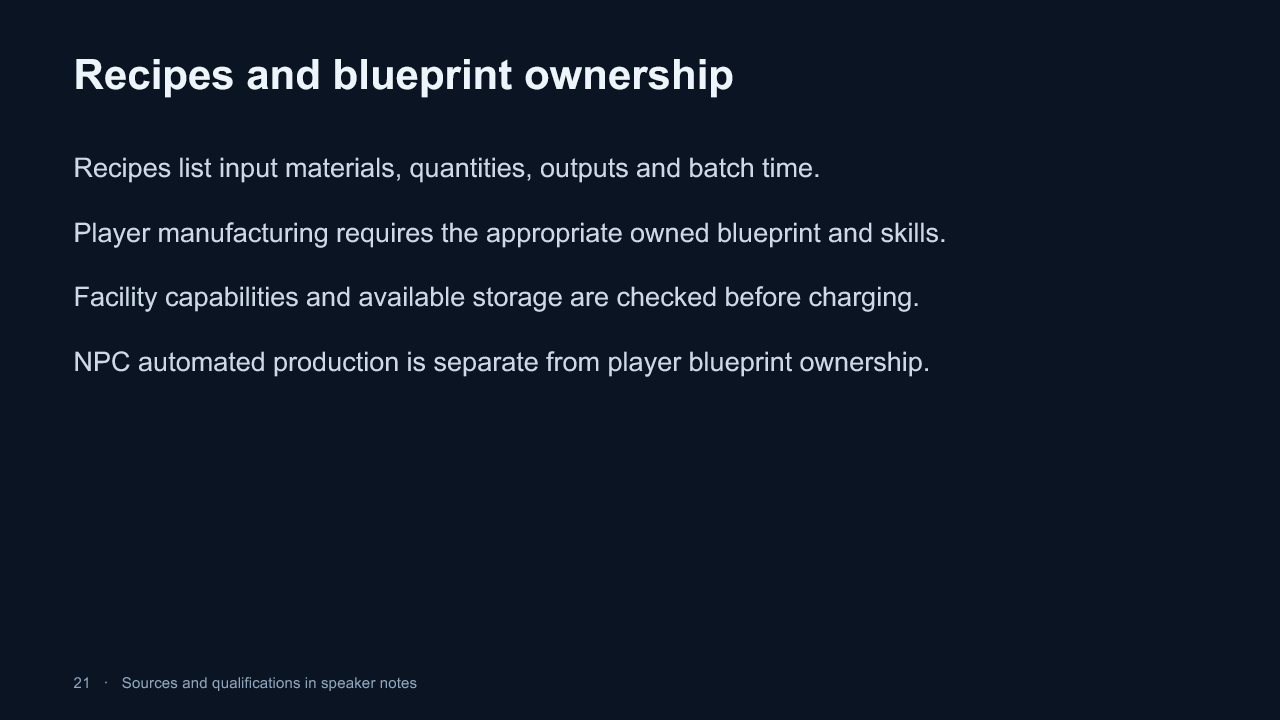 Recipes and blueprint ownership
Recipes list input materials, quantities, outputs and batch time.
Player manufacturing requires the appropriate owned blueprint and skills.
Facility capabilities and available storage are checked before charging.
NPC automated production is separate from player blueprint ownership.
21 · Sources and qualifications in speaker notes